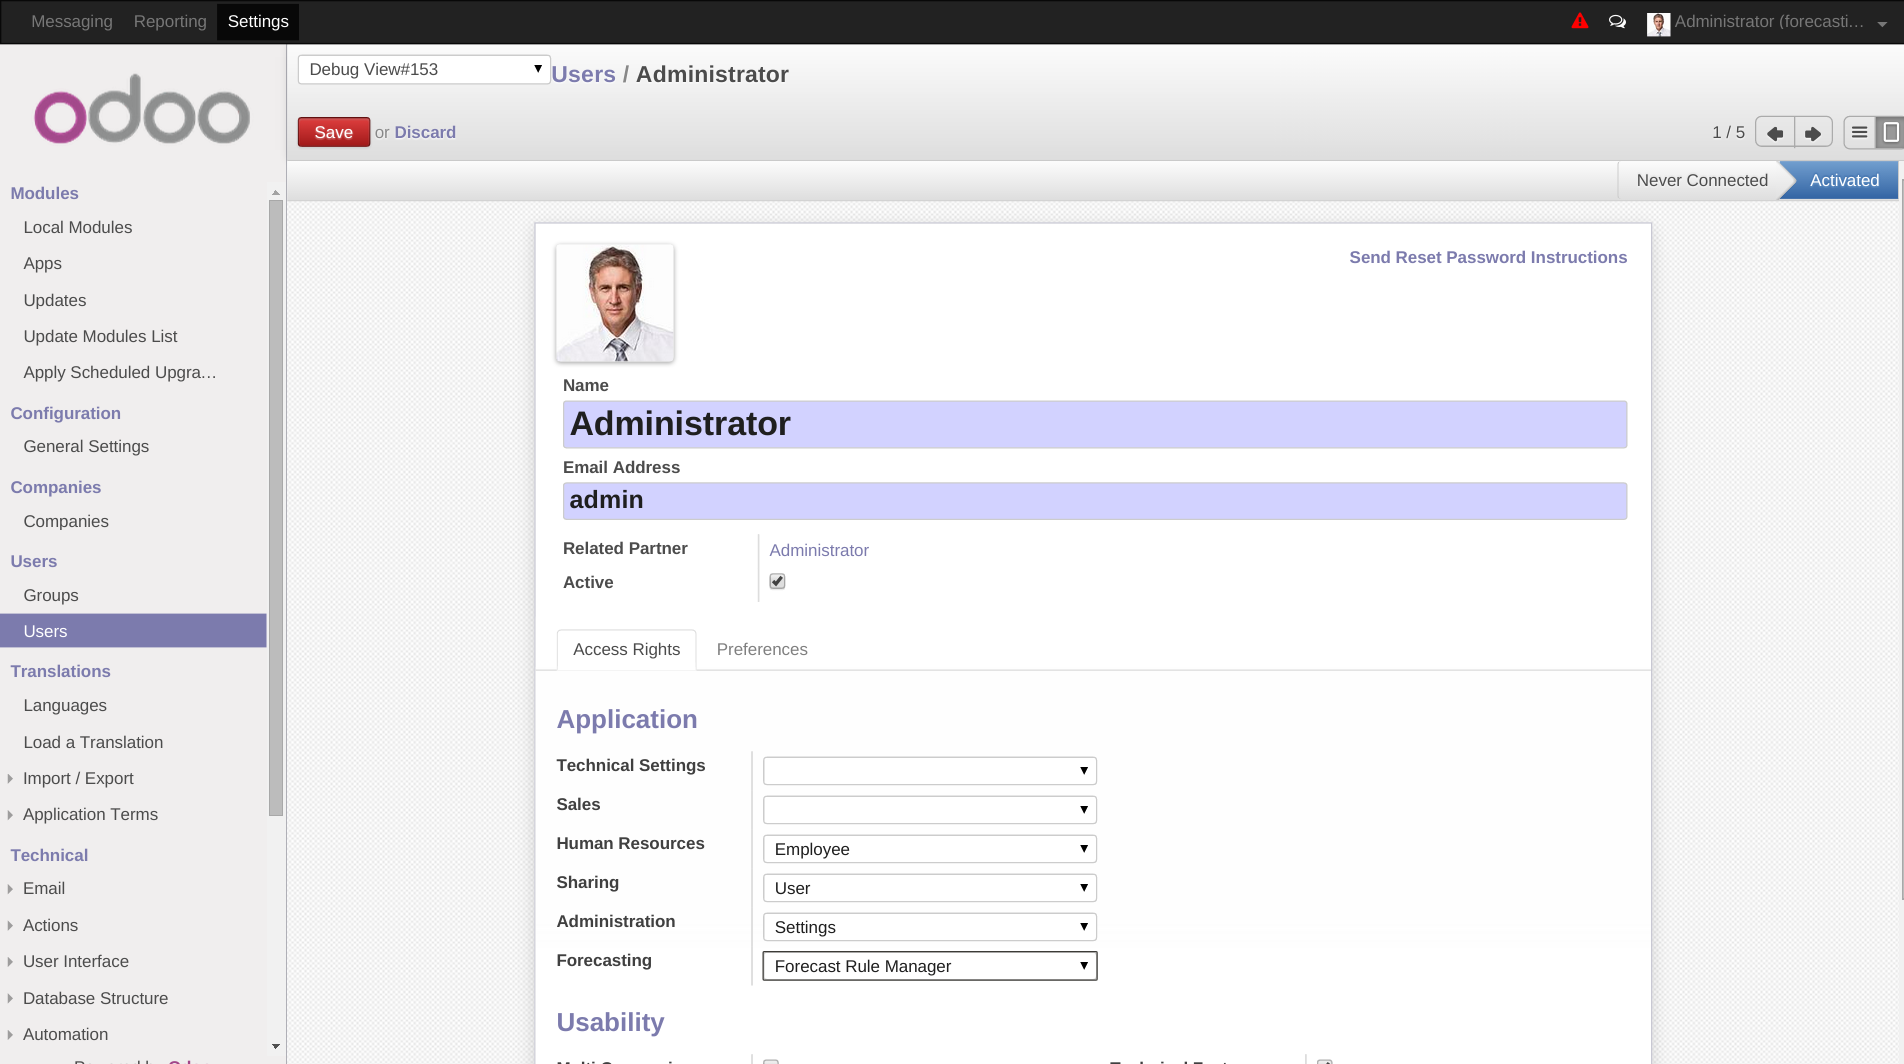 Messaging Reporting Settings
Administrator (forecasti...
odoo
Debug View#153
Users / Administrator
Save or Discard
1 / 5
Never Connected Activated
Modules
Local Modules
Apps
Updates
Update Modules List
Apply Scheduled Upgra...
Configuration
General Settings
Companies
Companies
Users
Groups
Users
Translations
Languages
Load a Translation
Import / Export
Application Terms
Technical
Email
Actions
User Interface
Database Structure
Automation
Send Reset Password Instructions
Name
Administrator
Email Address
admin
Related Partner Administrator
Active
Access Rights Preferences
Application
Technical Settings
Sales
Human Resources Employee
Sharing User
Administration Settings
Forecasting Forecast Rule Manager
Usability